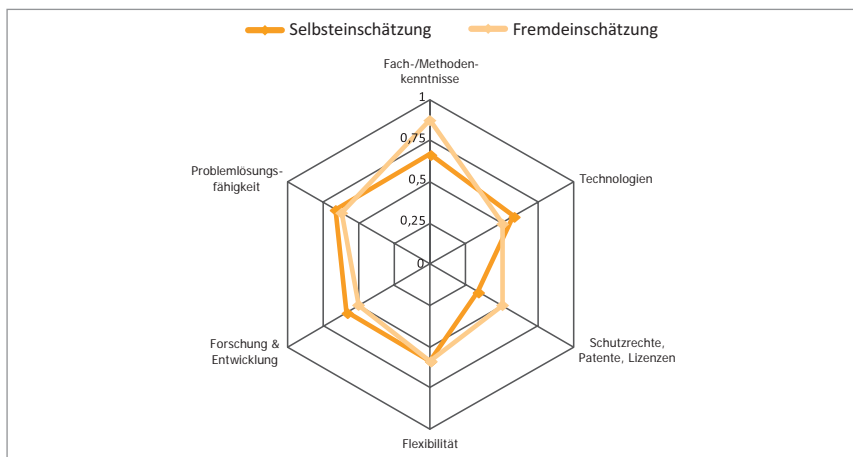 Selbsteinschätzung
Fremdeinschätzung
Fach-/Methoden-
kenntnisse
1
0,75
0,5
0,25
0
Technologien
Schutzrechte,
Patente, Lizenzen
Flexibilität
Forschung &
Entwicklung
Problemlösungs-
fähigkeit